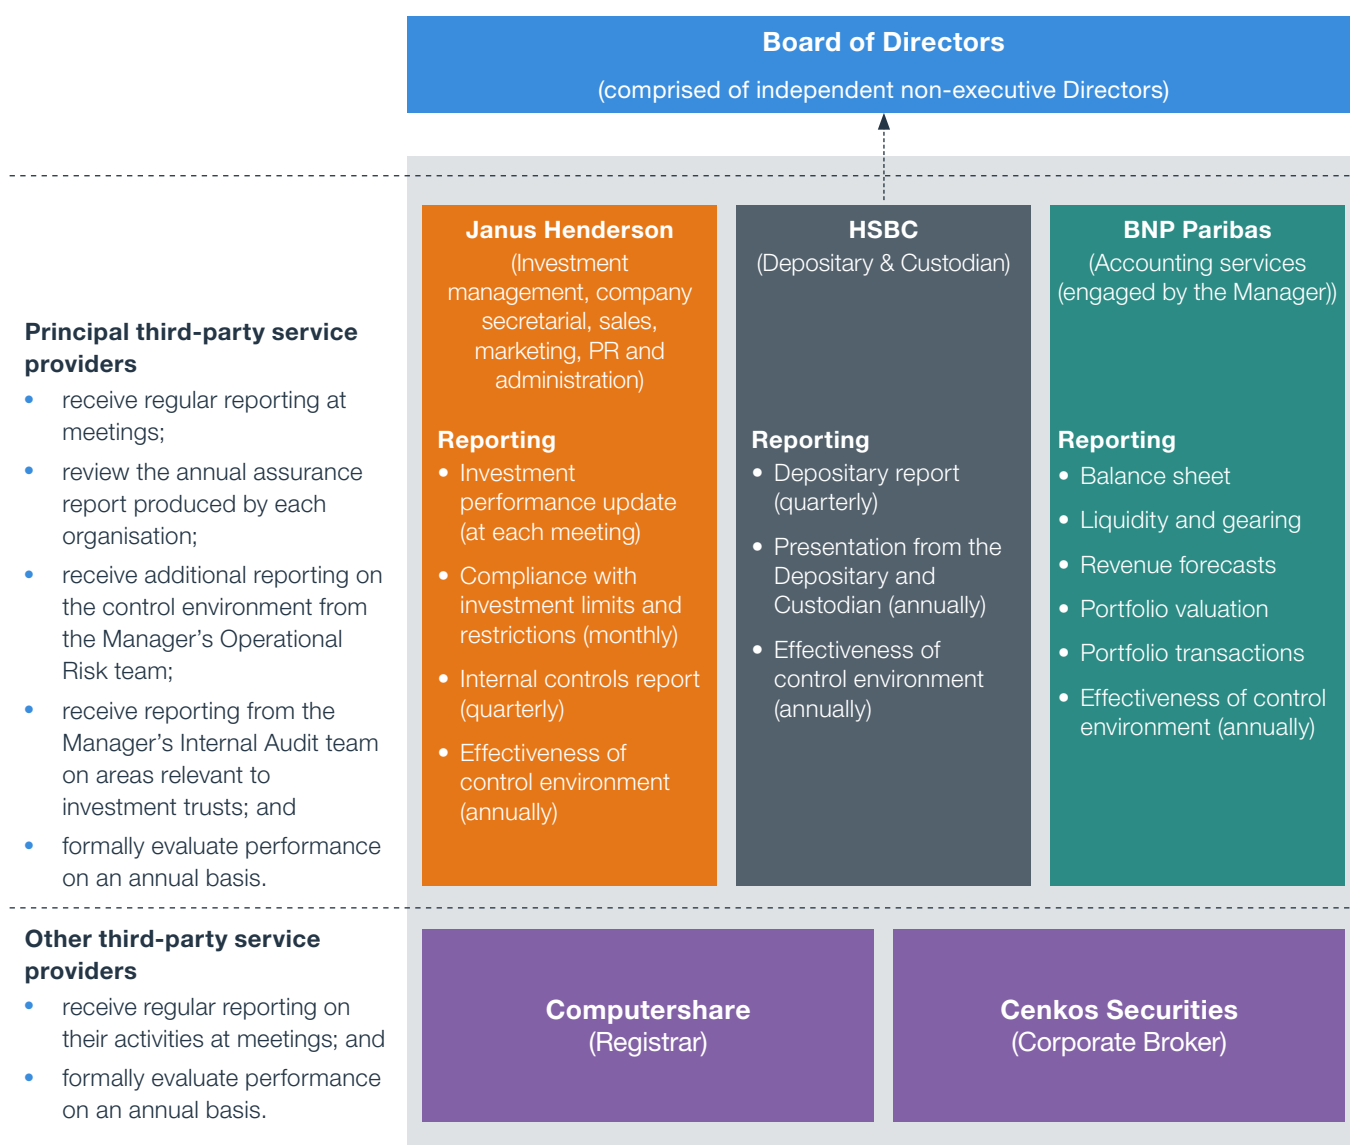 Board of Directors
(comprised of independent non-executive Directors)
Principal third-party service
providers
• receive regular reporting at
meetings;
• review the annual assurance
report produced by each
organisation;
• receive additional reporting on
the control environment from
the Manager’s Operational
Risk team;
• receive reporting from the
Manager’s Internal Audit team
on areas relevant to
investment trusts; and
• formally evaluate performance
on an annual basis.
Janus Henderson
(Investment
management, company
secretarial, sales,
marketing, PR and
administration)
Reporting
• Investment
performance update
(at each meeting)
• Compliance with
investment limits and
restrictions (monthly)
• Internal controls report
(quarterly)
• Effectiveness of
control environment
(annually)
HSBC
(Depositary & Custodian)
Reporting
• Depositary report
(quarterly)
• Presentation from the
Depositary and
Custodian (annually)
• Effectiveness of
control environment
(annually)
BNP Paribas
(Accounting services
(engaged by the Manager))
Reporting
• Balance sheet
• Liquidity and gearing
• Revenue forecasts
• Portfolio valuation
• Portfolio transactions
• Effectiveness of control
environment (annually)
Other third-party service
providers
• receive regular reporting on
their activities at meetings; and
• formally evaluate performance
on an annual basis.
Computershare
(Registrar)
Cenkos Securities
(Corporate Broker)